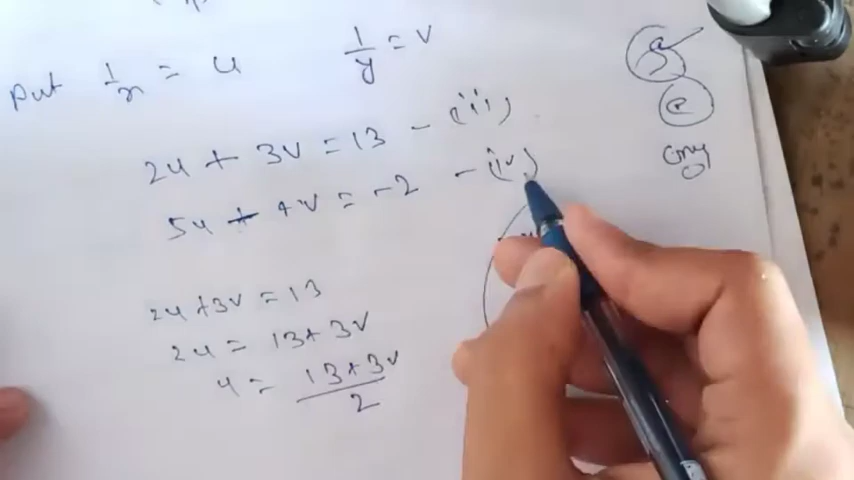 Put 1/x = u 1/y = v
2u + 3v = 13 - (iii)
5u + 4v = -2 - (iv)
2u + 3v = 13
2u = 13 + 3v
u = 13 + 3v / 2